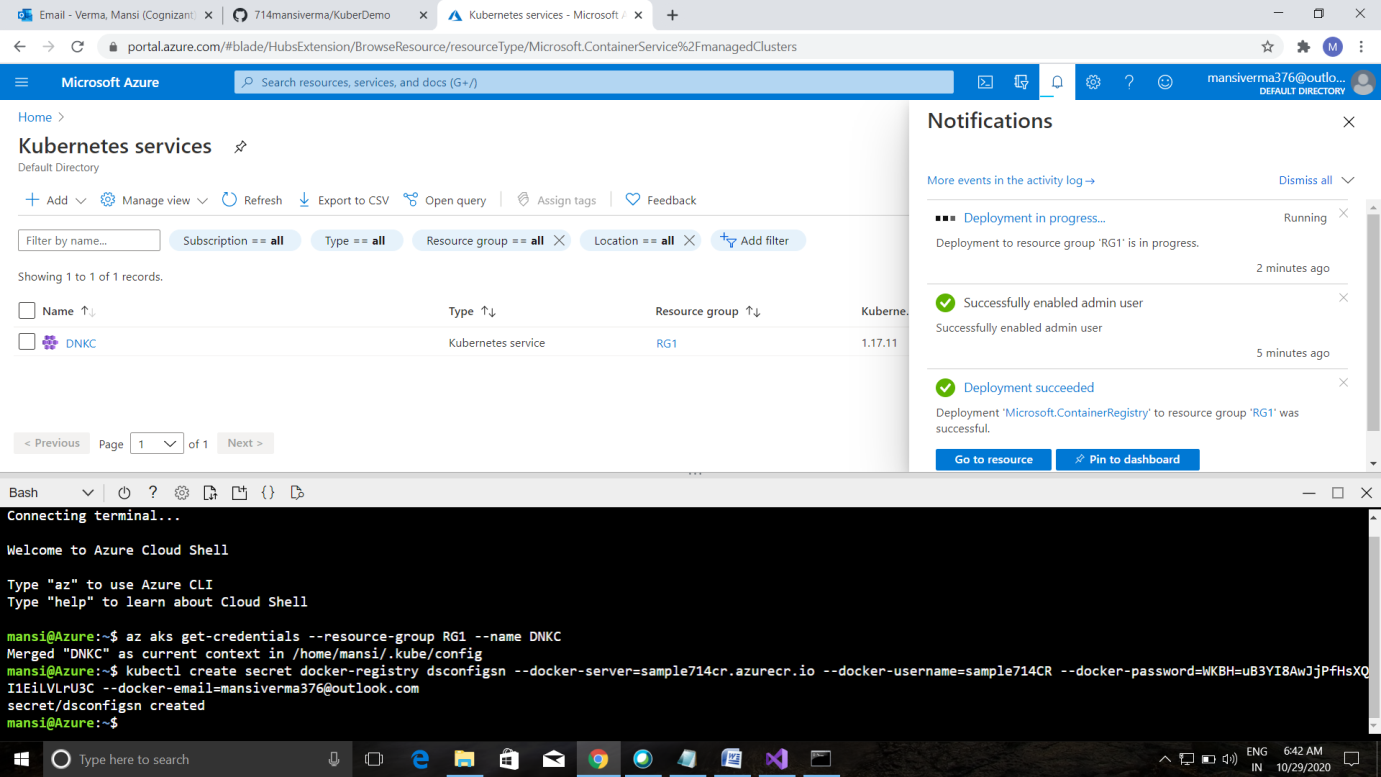 Email - Verma, Mansi (Cognizant)
714mansiverma/KuberDemo
Kubernetes services - Microsoft A
portal.azure.com/#blade/HubsExtension/BrowseResource/resourceType/Microsoft.ContainerService%2FmanagedClusters
M
Microsoft Azure
Search resources, services, and docs (G+/)
mansiverma376@outlo...
DEFAULT DIRECTORY
Home >
Kubernetes services
Default Directory
Add
Manage view
Refresh
Export to CSV
Open query
Assign tags
Feedback
Filter by name...
Subscription == all
Type == all
Resource group == all
Location == all
Add filter
Showing 1 to 1 of 1 records.
Name
Type
Resource group
Kuberne...
DNKC
Kubernetes service
RG1
1.17.11
< Previous
Page
1
of 1
Next >
Notifications
More events in the activity log →
Dismiss all
Deployment in progress...
Running
Deployment to resource group 'RG1' is in progress.
2 minutes ago
Successfully enabled admin user
Successfully enabled admin user
5 minutes ago
Deployment succeeded
Deployment 'Microsoft.ContainerRegistry' to resource group 'RG1' was
successful.
Go to resource
Pin to dashboard
Bash
Connecting terminal...
Welcome to Azure Cloud Shell
Type "az" to use Azure CLI
Type "help" to learn about Cloud Shell
mansi@Azure:~$ az aks get-credentials --resource-group RG1 --name DNKC
Merged "DNKC" as current context in /home/mansi/.kube/config
mansi@Azure:~$ kubectl create secret docker-registry dsconfigsn --docker-server=sample714cr.azurecr.io --docker-username=sample714CR --docker-password=WKBH=uB3YI8AwJjPfHsXQ
I1EiLVLrU3C --docker-email=mansiverma376@outlook.com
secret/dsconfigsn created
mansi@Azure:~$
Type here to search
ENG
IN
6:42 AM
10/29/2020